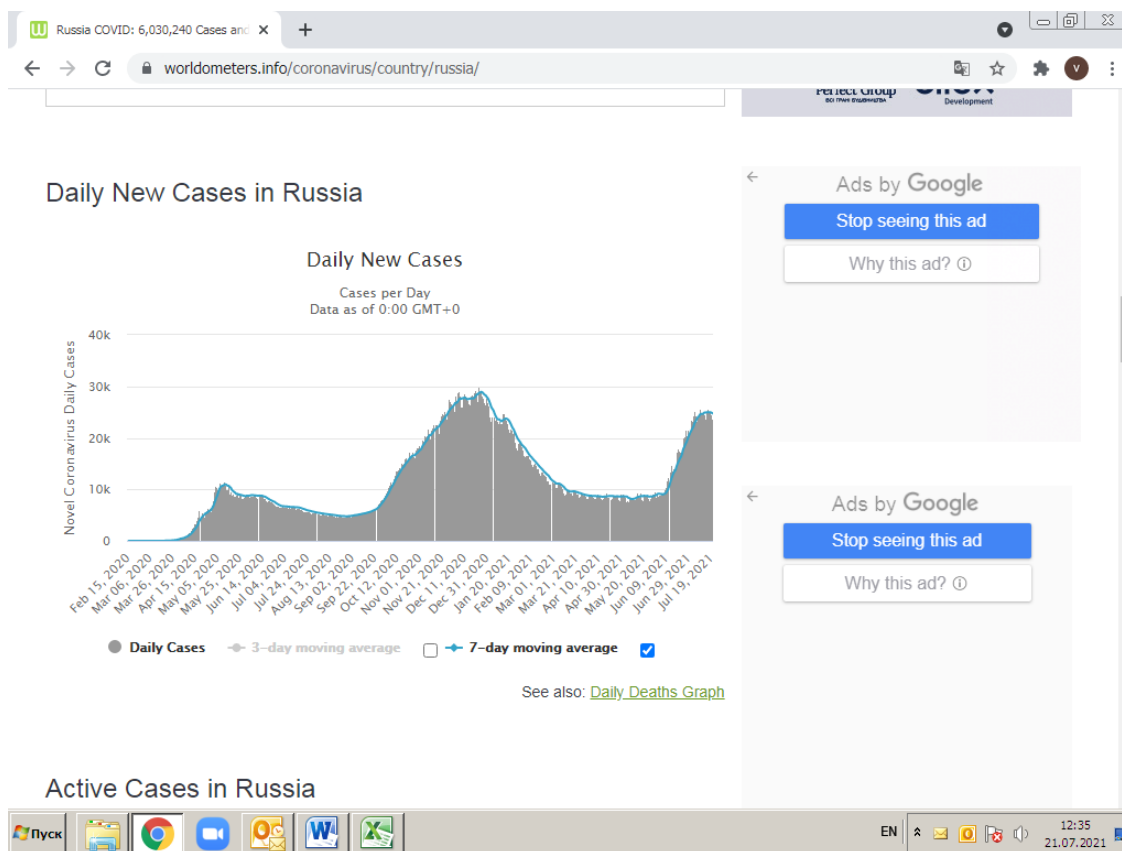 Russia COVID: 6,030,240 Cases and
worldometers.info/coronavirus/country/russia/
V
Perfect Group
ВСІ ГРАНІ БУДІВНИЦТВА
Development
Daily New Cases in Russia
Daily New Cases
Cases per Day
Data as of 0:00 GMT+0
Novel Coronavirus Daily Cases
40k
30k
20k
10k
0
Feb 15, 2020
Mar 06, 2020
Mar 26, 2020
Apr 15, 2020
May 05, 2020
May 25, 2020
Jun 14, 2020
Jul 04, 2020
Jul 24, 2020
Aug 13, 2020
Sep 02, 2020
Sep 22, 2020
Oct 12, 2020
Nov 01, 2020
Nov 21, 2020
Dec 11, 2020
Dec 31, 2020
Jan 20, 2021
Feb 09, 2021
Mar 01, 2021
Mar 21, 2021
Apr 10, 2021
Apr 30, 2021
May 20, 2021
Jun 09, 2021
Jun 29, 2021
Jul 19, 2021
Daily Cases 3-day moving average 7-day moving average
See also: Daily Deaths Graph
Active Cases in Russia
Ads by Google
Stop seeing this ad
Why this ad?
Ads by Google
Stop seeing this ad
Why this ad?
Пуск
EN
12:35
21.07.2021